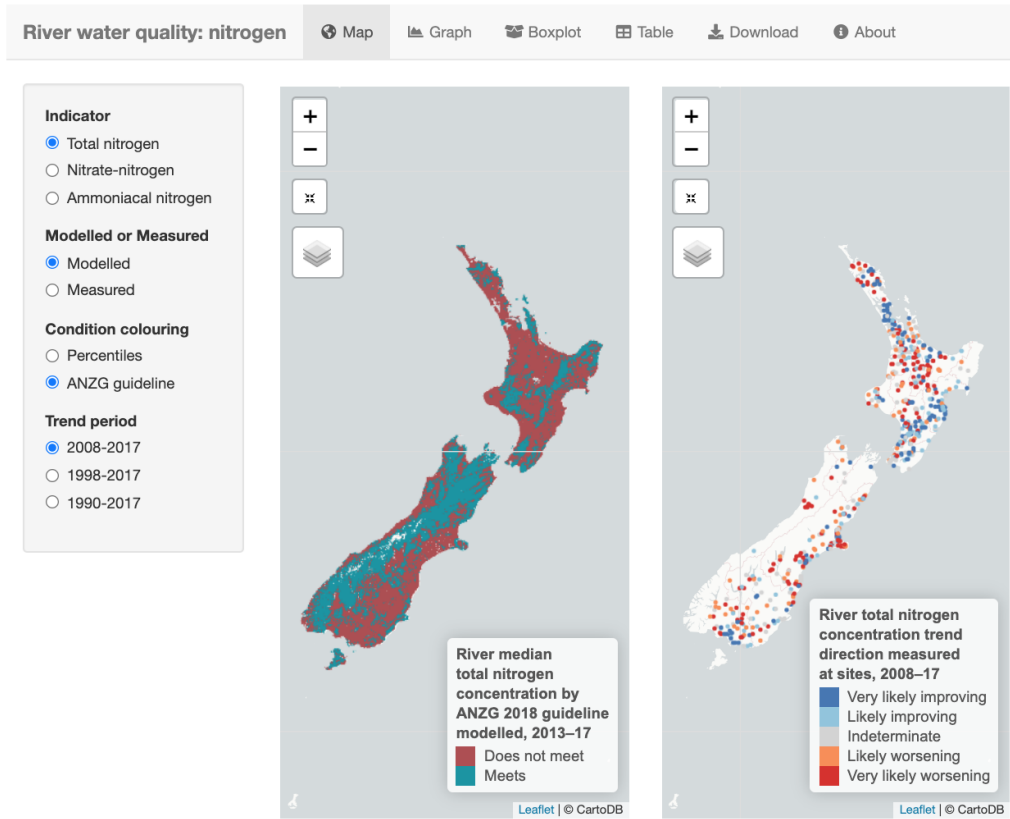 River water quality: nitrogen
Map
Graph
Boxplot
Table
Download
About
Indicator
Total nitrogen
Nitrate-nitrogen
Ammoniacal nitrogen
Modelled or Measured
Modelled
Measured
Condition colouring
Percentiles
ANZG guideline
Trend period
2008-2017
1998-2017
1990-2017
+
−
River median
total nitrogen
concentration by
ANZG 2018 guideline
modelled, 2013–17
Does not meet
Meets
Leaflet | © CartoDB
+
−
River total nitrogen
concentration trend
direction measured
at sites, 2008–17
Very likely improving
Likely improving
Indeterminate
Likely worsening
Very likely worsening
Leaflet | © CartoDB